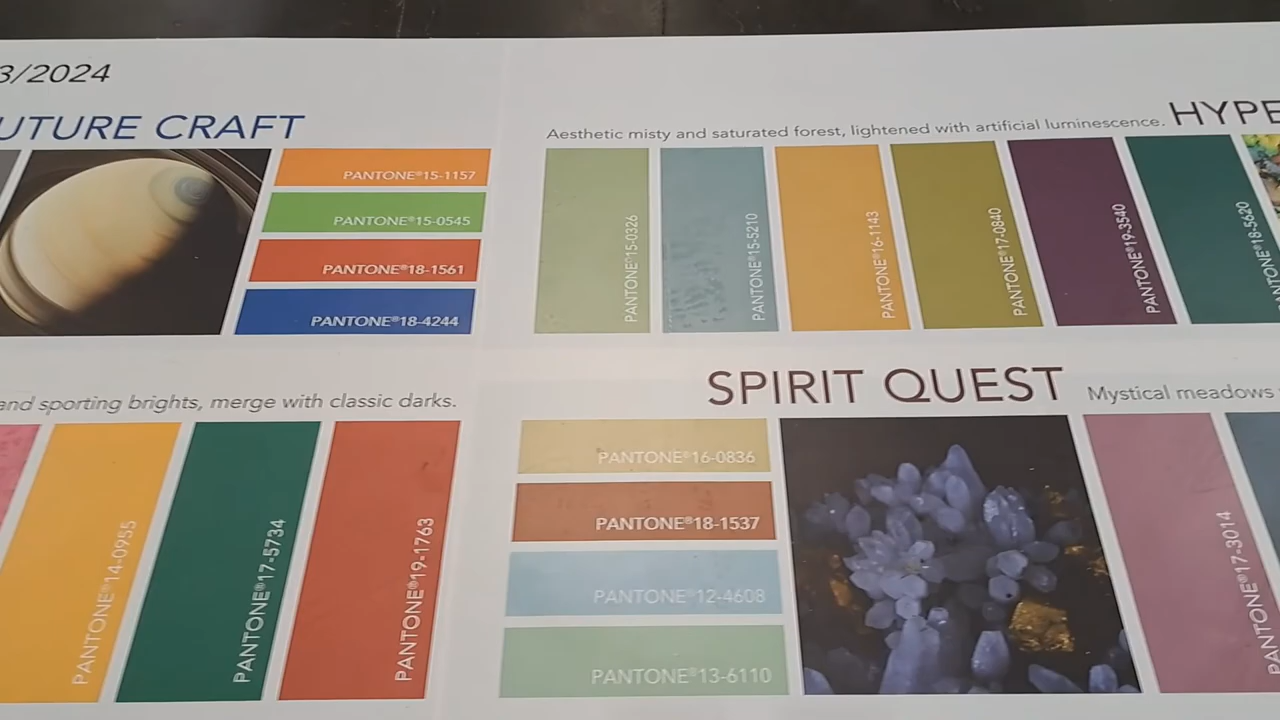 3/2024
UTURE CRAFT
PANTONE®15-1157
PANTONE®15-0545
PANTONE®18-1561
PANTONE®18-4244
Aesthetic misty and saturated forest, lightened with artificial luminescence. HYPE
PANTONE®15-0326
PANTONE®15-5210
PANTONE®16-1143
PANTONE®17-0840
PANTONE®19-3540
PANTONE®18-5620
and sporting brights, merge with classic darks.
PANTONE®14-0955
PANTONE®17-5734
PANTONE®19-1763
SPIRIT QUEST Mystical meadows
PANTONE®16-0836
PANTONE®18-1537
PANTONE®12-4608
PANTONE®13-6110
PANTONE®17-3014